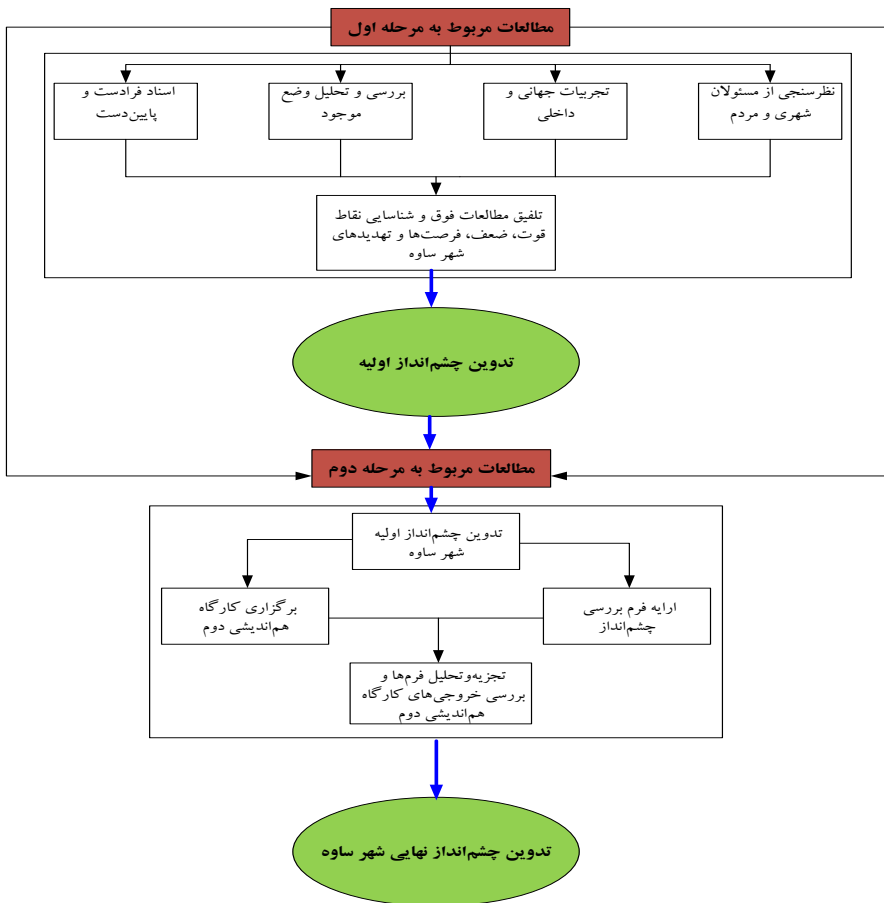 مطالعات مربوط به مرحله اول
نظرسنجی از مسئولان
شهری و مردم
تجربیات جهانی و
داخلی
بررسی و تحلیل وضع
موجود
اسناد فرادست و
پایین‌دست
تلفیق مطالعات فوق و شناسایی نقاط
قوت، ضعف، فرصت‌ها و تهدیدهای
شهر ساوه
تدوین چشم‌انداز اولیه
مطالعات مربوط به مرحله دوم
تدوین چشم‌انداز اولیه
شهر ساوه
ارایه فرم بررسی
چشم‌انداز
برگزاری کارگاه
هم‌اندیشی دوم
تجزیه‌وتحلیل فرم‌ها و
بررسی خروجی‌های کارگاه
هم‌اندیشی دوم
تدوین چشم‌انداز نهایی شهر ساوه